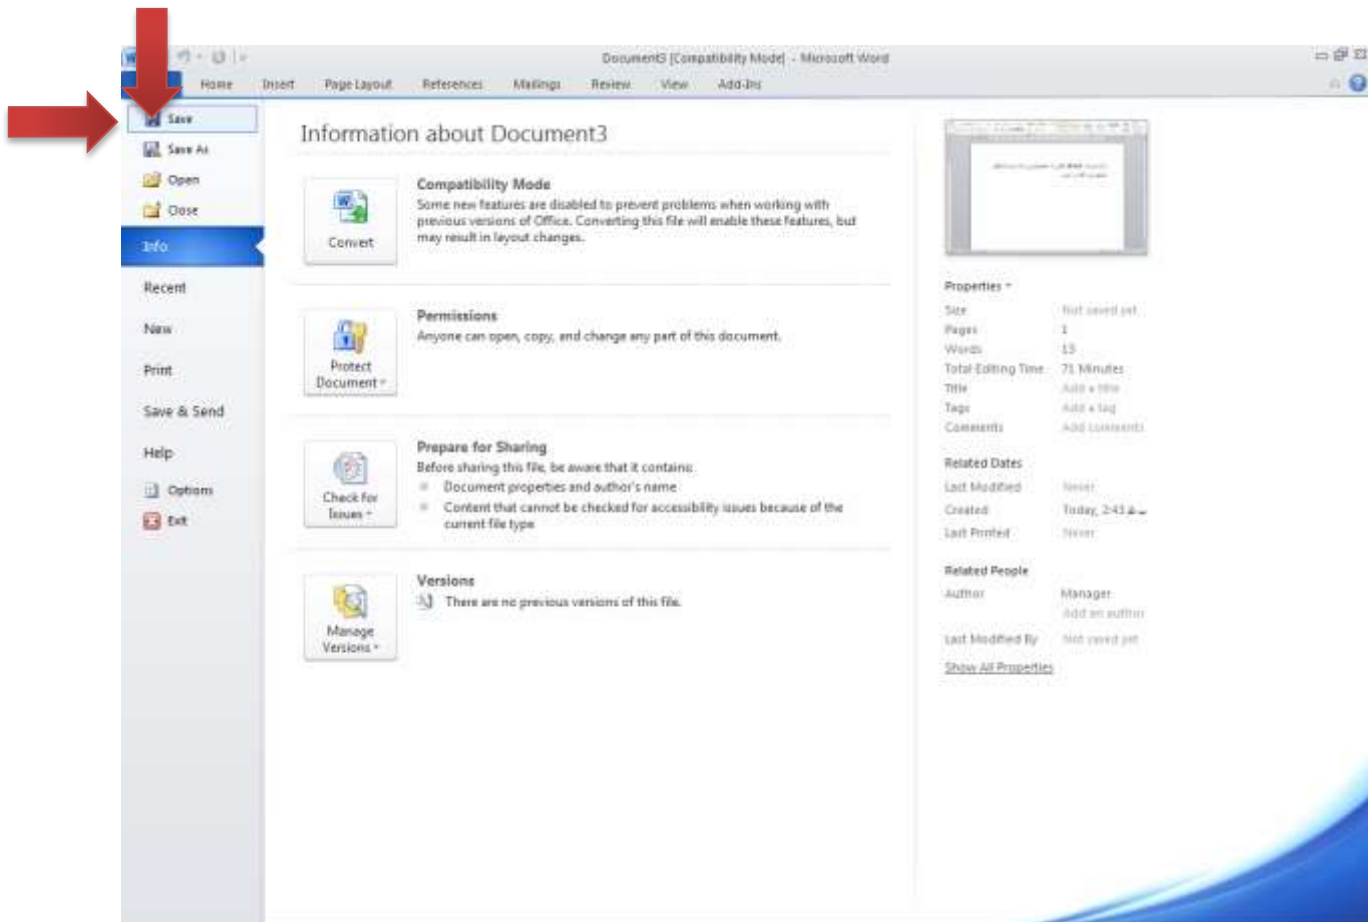 Document3 [Compatibility Mode] - Microsoft Word
Home Insert Page Layout References Mailings Review View Add-Ins
Save
Save As
Open
Close
Info
Recent
New
Print
Save & Send
Help
Options
Exit
Information about Document3
Convert
Compatibility Mode
Some new features are disabled to prevent problems when working with
previous versions of Office. Converting this file will enable these features, but
may result in layout changes.
Protect
Document
Permissions
Anyone can open, copy, and change any part of this document.
Check for
Issues
Prepare for Sharing
Before sharing this file, be aware that it contains:
Document properties and author's name
Content that cannot be checked for accessibility issues because of the
current file type
Manage
Versions
Versions
There are no previous versions of this file.
Properties
Size Not saved yet
Pages 1
Words 13
Total Editing Time 71 Minutes
Title Add a title
Tags Add a tag
Comments Add comments
Related Dates
Last Modified Never
Created Today, 2:43
Last Printed Never
Related People
Author Manager
Add an author
Last Modified By Not saved yet
Show All Properties